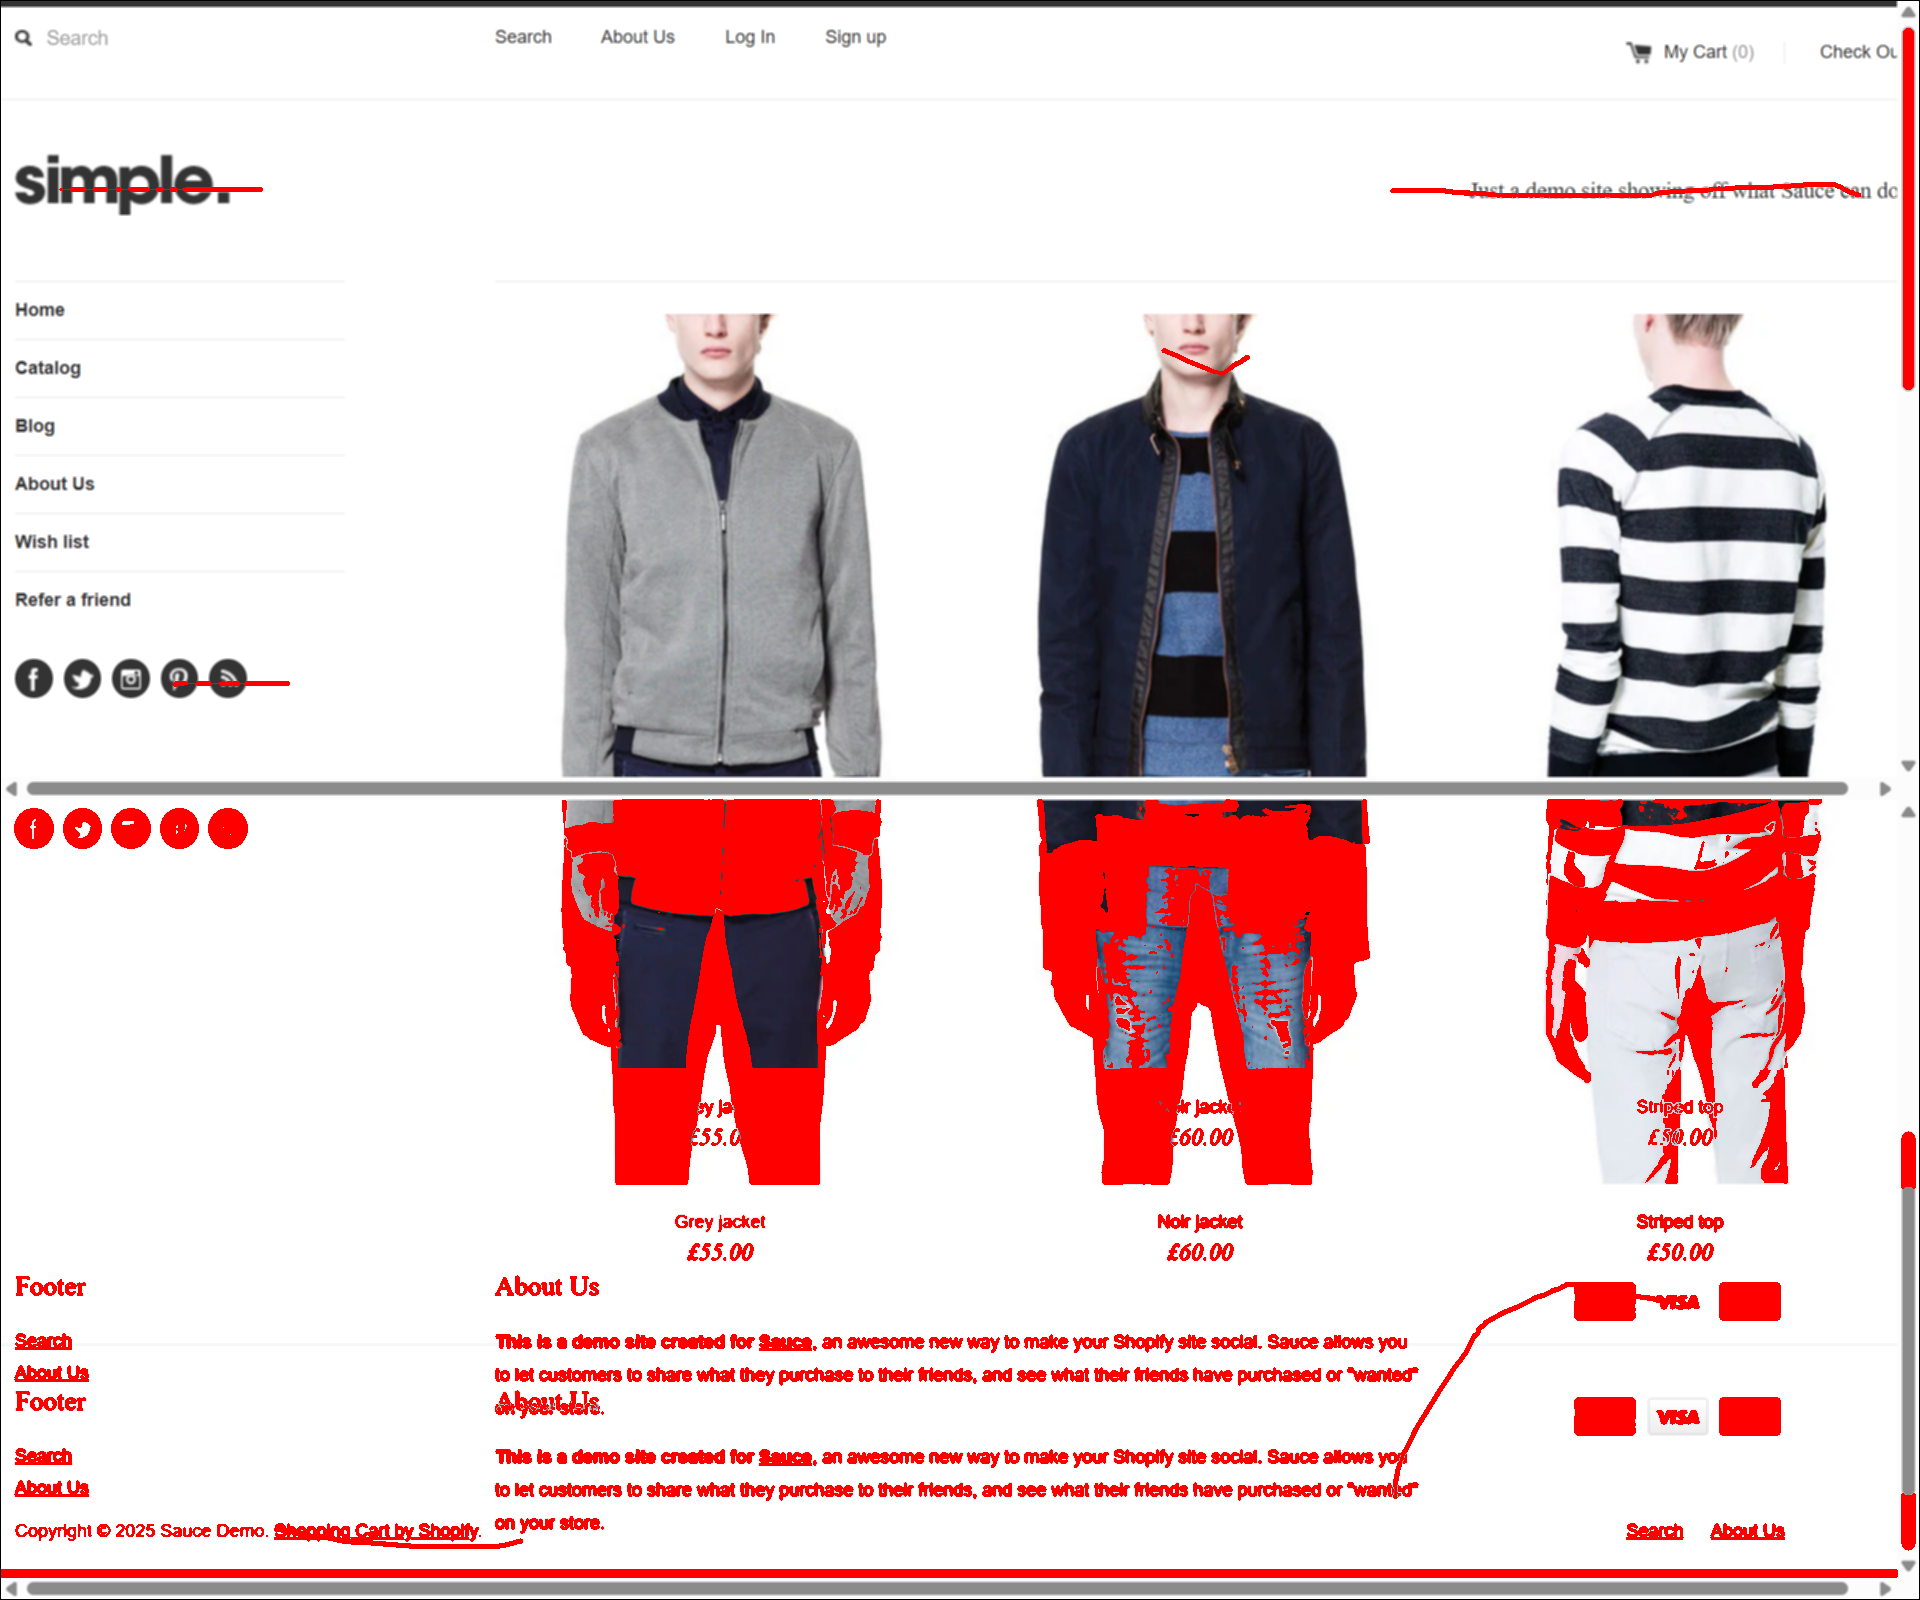 Search
Search About Us Log In Sign up
My Cart (0)
Check Ou
simple.
Just a demo site showing off what Sauce can do
Home
Catalog
Blog
About Us
Wish list
Refer a friend
Striped top
£55.0
£60.00
£50.00
Grey jacket
£55.00
Noir jacket
£60.00
Striped top
£50.00
Footer
Search
About Us
About Us
This is a demo site created for Sauce, an awesome new way to make your Shopify site social. Sauce allows you
to let customers to share what they purchase to their friends, and see what their friends have purchased or "wanted"
on your store.
VISA
Footer
Search
About Us
About Us
This is a demo site created for Sauce, an awesome new way to make your Shopify site social. Sauce allows you
to let customers to share what they purchase to their friends, and see what their friends have purchased or "wanted"
on your store.
VISA
Copyright © 2025 Sauce Demo. Shopping Cart by Shopify.
Search About Us